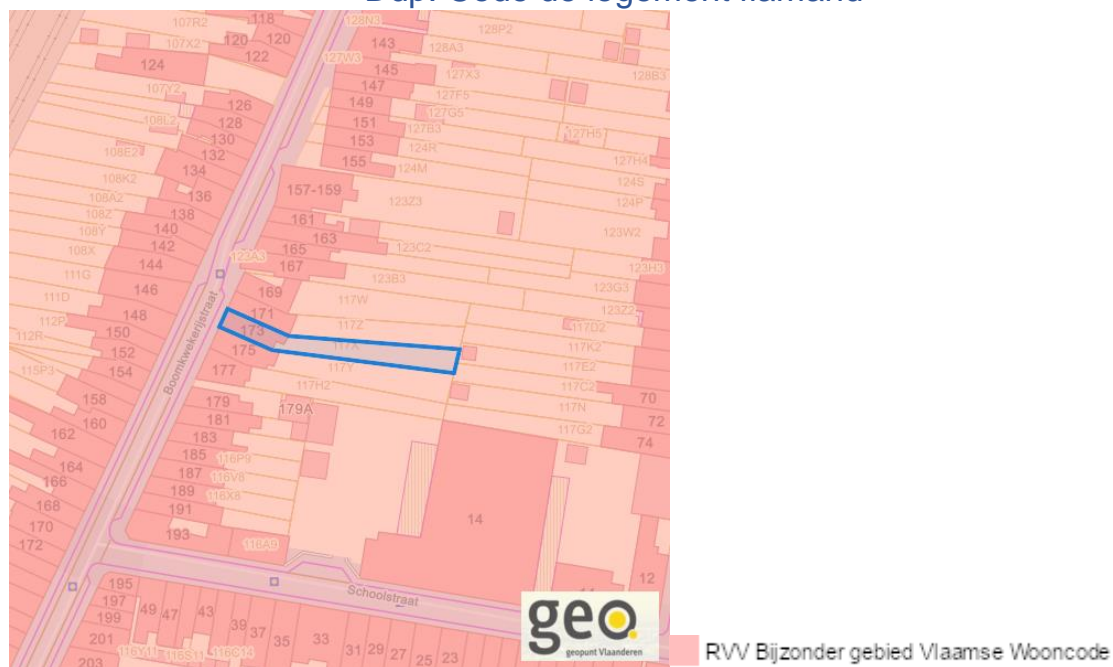 107R2 118 128N3 128P2
107X2 120 120 143 128A3
122 127W3
124 145 127X3 128B3
107Y2 147 127F5
126 149 127G5
108L2 128 151 127B3 127H5
130 153 124R
108E2 132 155 127H4
134 124M
108K2 157-159 124S
108A2 136 123Z3 124P
108Z 138 161
108Y 140 163 123W2
108X 142 165 123C2
123A3
144 167 123H3
111G 123B3 123G3
146 169 117W
111D 171 123Z2
112P 148 173 117Z 117D2
112R 150 117X 117K2
152 175 117Y 117E2
115P3 154 177 117H2 117C2
Boomkwekerijstraat
158 179 179A 117N 70
160 181 117G2 72
162 183 74
185 116P9
164 187 116V8
166 189 116X8
168 191 14
170 193 116A9
172
Schoolstraat 12
195
197 49 47 43
199 39 37 35 33
201 116Y11 116S11 116C14 31 29 27 25 23
203
geo
geopunt Vlaanderen
RVV Bijzonder gebied Vlaamse Wooncode